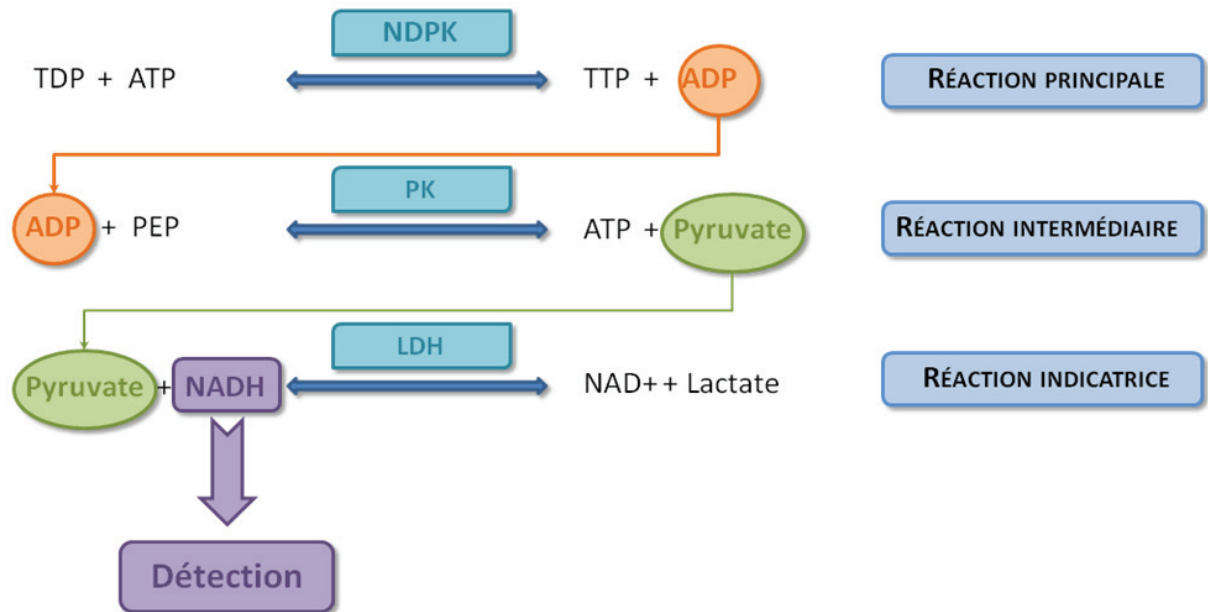 NDPK
TDP + ATP TTP + ADP RÉACTION PRINCIPALE
PK
ADP + PEP ATP + Pyruvate RÉACTION INTERMÉDIAIRE
LDH
Pyruvate + NADH NAD+ + Lactate RÉACTION INDICATRICE
Détection